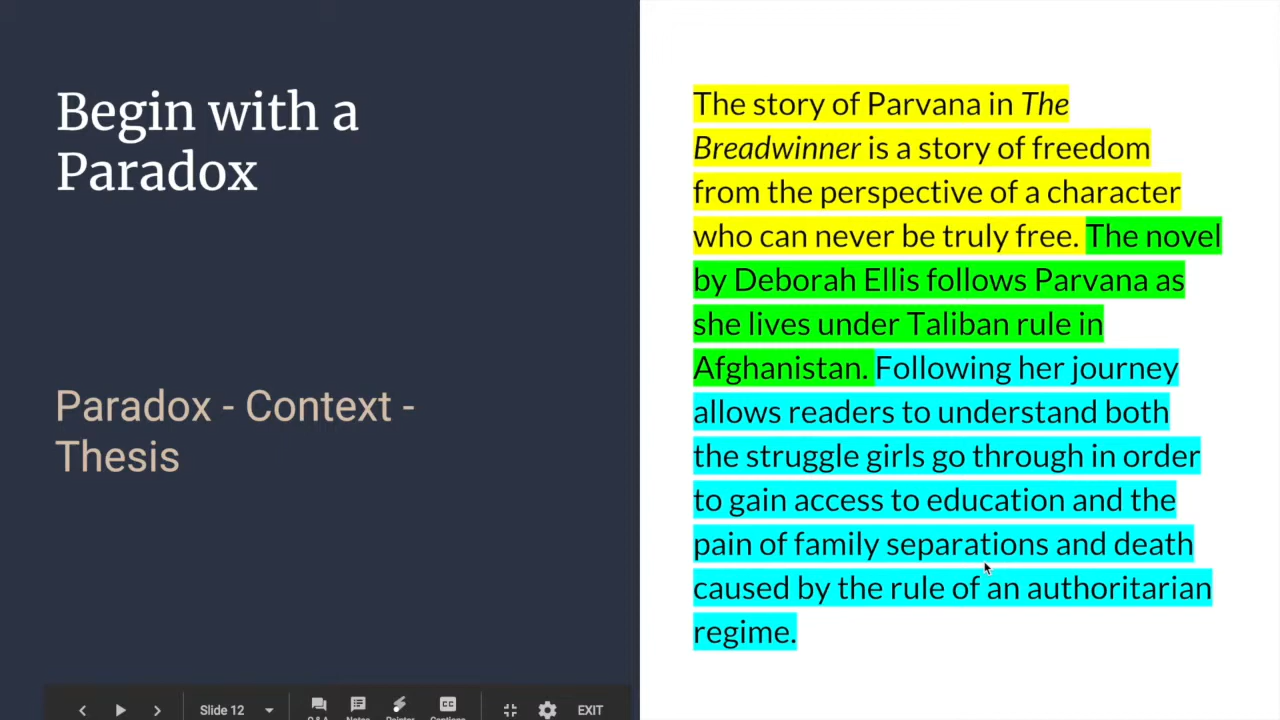 Begin with a
Paradox
Paradox - Context -
Thesis
The story of Parvana in The
Breadwinner is a story of freedom
from the perspective of a character
who can never be truly free. The novel
by Deborah Ellis follows Parvana as
she lives under Taliban rule in
Afghanistan. Following her journey
allows readers to understand both
the struggle girls go through in order
to gain access to education and the
pain of family separations and death
caused by the rule of an authoritarian
regime.
Slide 12
EXIT